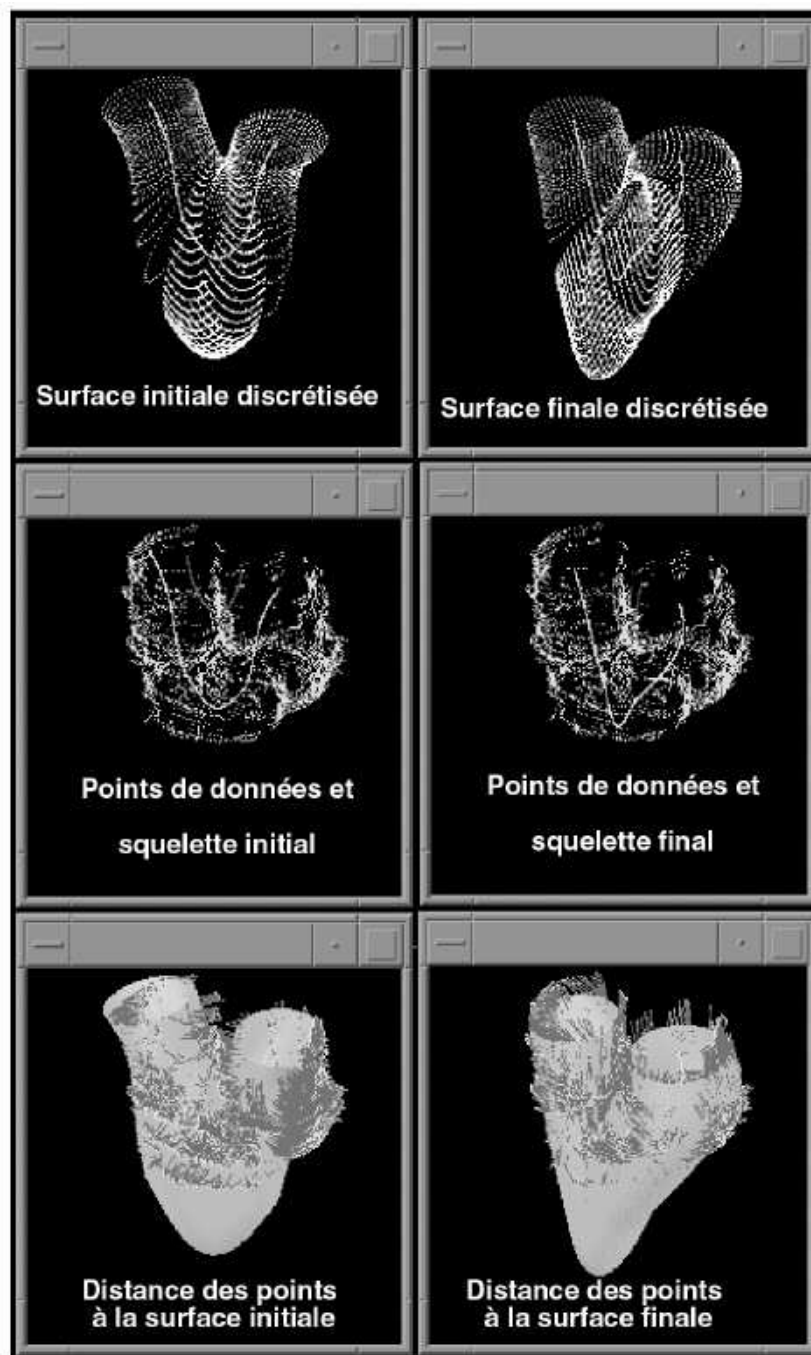 Surface initiale discrétisée
Surface finale discrétisée
Points de données et
squelette initial
Points de données et
squelette final
Distance des points
à la surface initiale
Distance des points
à la surface finale